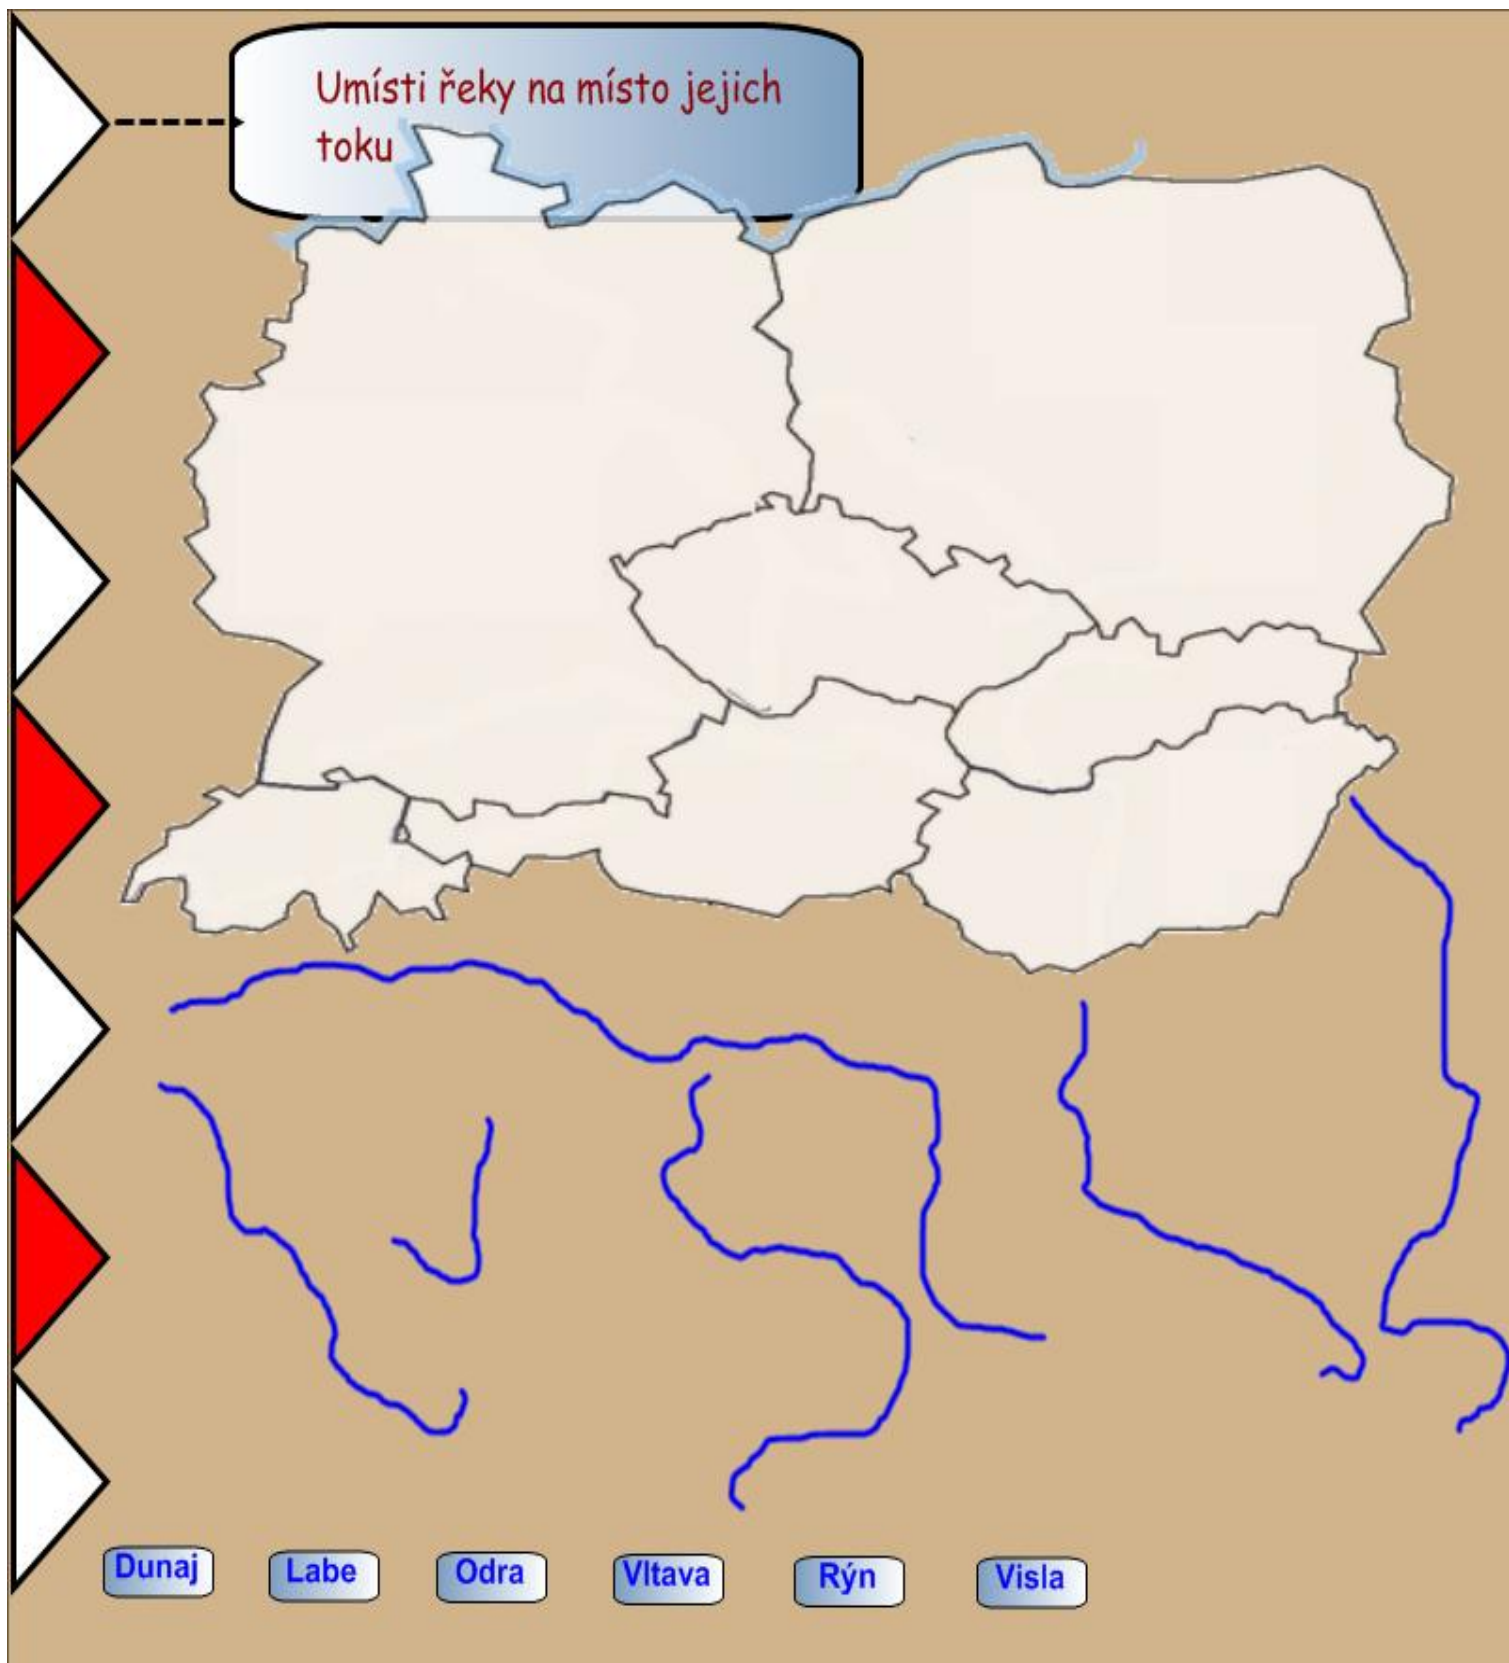 Umísti řeky na místo jejich
toku
Dunaj
Labe
Odra
Vltava
Rýn
Visla